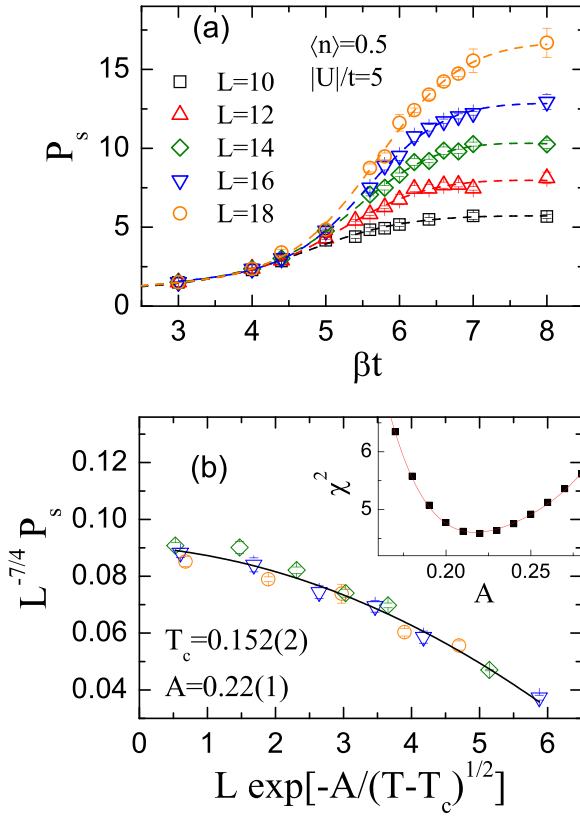 (a)
⟨n⟩=0.5
|U|/t=5
L=10
L=12
L=14
L=16
L=18
P_s
15
10
5
0
3 4 5 6 7 8
βt
(b)
L^{-7/4} P_s
0.12
0.10
0.08
0.06
0.04
T_c=0.152(2)
A=0.22(1)
χ^2
6
5
0.20 0.25
A
0 1 2 3 4 5 6
L exp[-A/(T-T_c)^{1/2}]